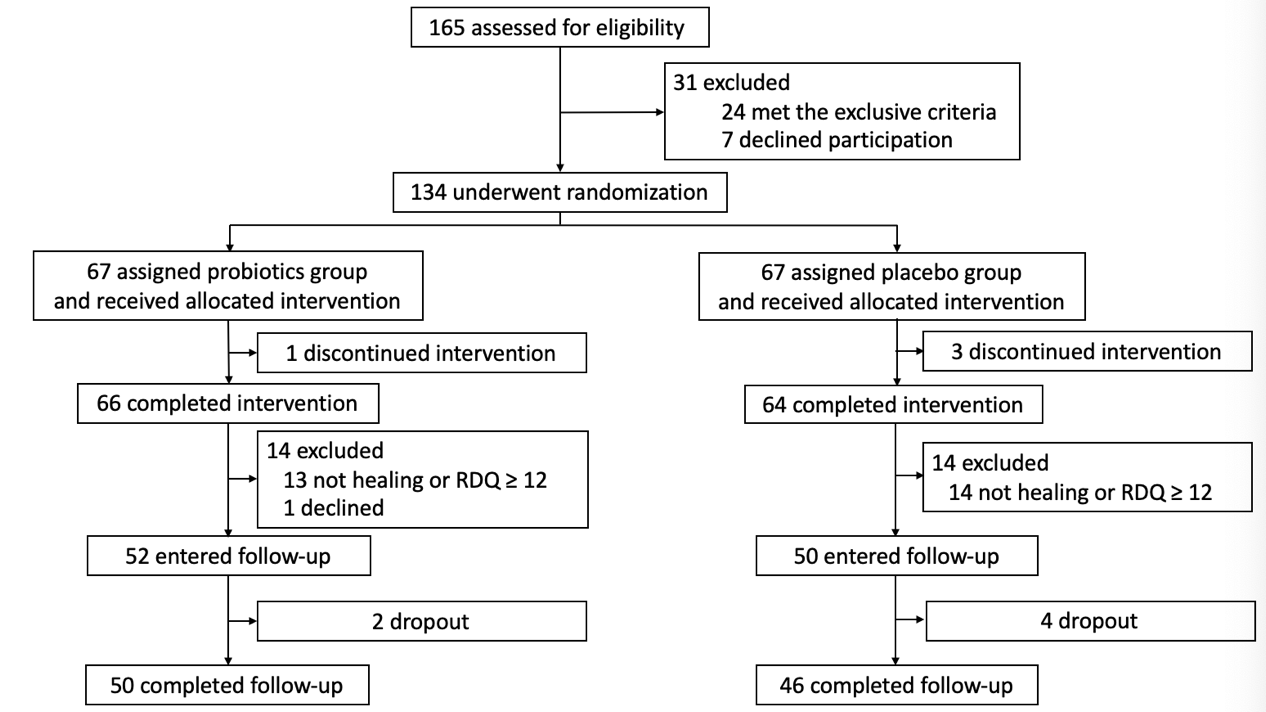 165 assessed for eligibility
31 excluded
24 met the exclusive criteria
7 declined participation
134 underwent randomization
67 assigned probiotics group
and received allocated intervention
67 assigned placebo group
and received allocated intervention
1 discontinued intervention
3 discontinued intervention
66 completed intervention
64 completed intervention
14 excluded
13 not healing or RDQ ≥ 12
1 declined
14 excluded
14 not healing or RDQ ≥ 12
52 entered follow-up
50 entered follow-up
2 dropout
4 dropout
50 completed follow-up
46 completed follow-up